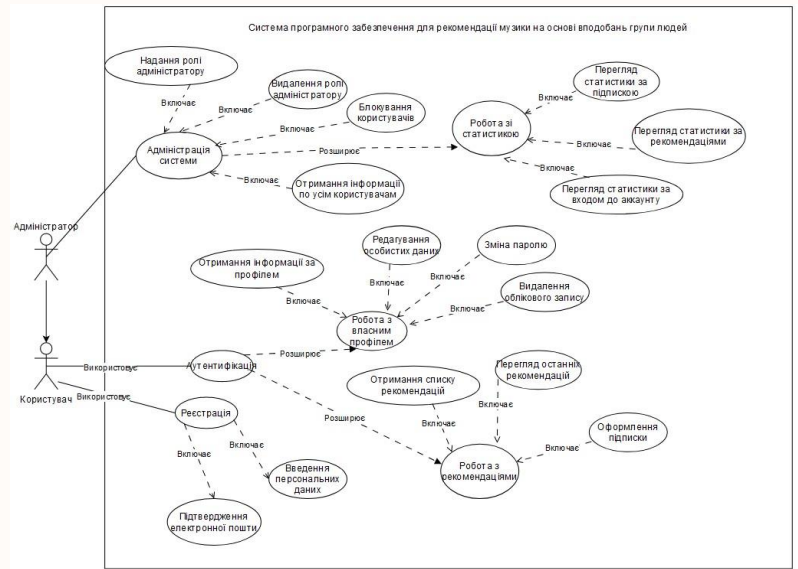 Система програмного забезпечення для рекомендації музики на основі вподобань групи людей
Надання ролі
адміністратору
Видалення ролі
адміністратору
Блокування
користувачів
Включає
Включає
Включає
Адміністрація
системи
Розширює
Включає
Отримання інформації
по усім користувачам
Перегляд
статистики за
підпискою
Включає
Робота зі
статистикою
Перегляд статистики за
рекомендаціями
Включає
Включає
Перегляд статистики за
входом до аккаунту
Адміністратор
Отримання інформації за
профілем
Редагування
особистих даних
Зміна паролю
Видалення
облікового запису
Включає
Включає
Включає
Включає
Робота з
власним
профілем
Розширює
Використовує
Аутентифікація
Користувач
Використовує
Реєстрація
Розширює
Отримання списку
рекомендацій
Перегляд останніх
рекомендацій
Оформлення
підписки
Включає
Включає
Включає
Робота з
рекомендаціями
Включає
Включає
Введення
персональних
даних
Підтвердження
електронної пошти